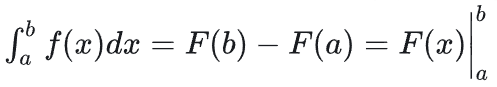 ∫_a^b f(x)dx = F(b) − F(a) = F(x)|_a^b